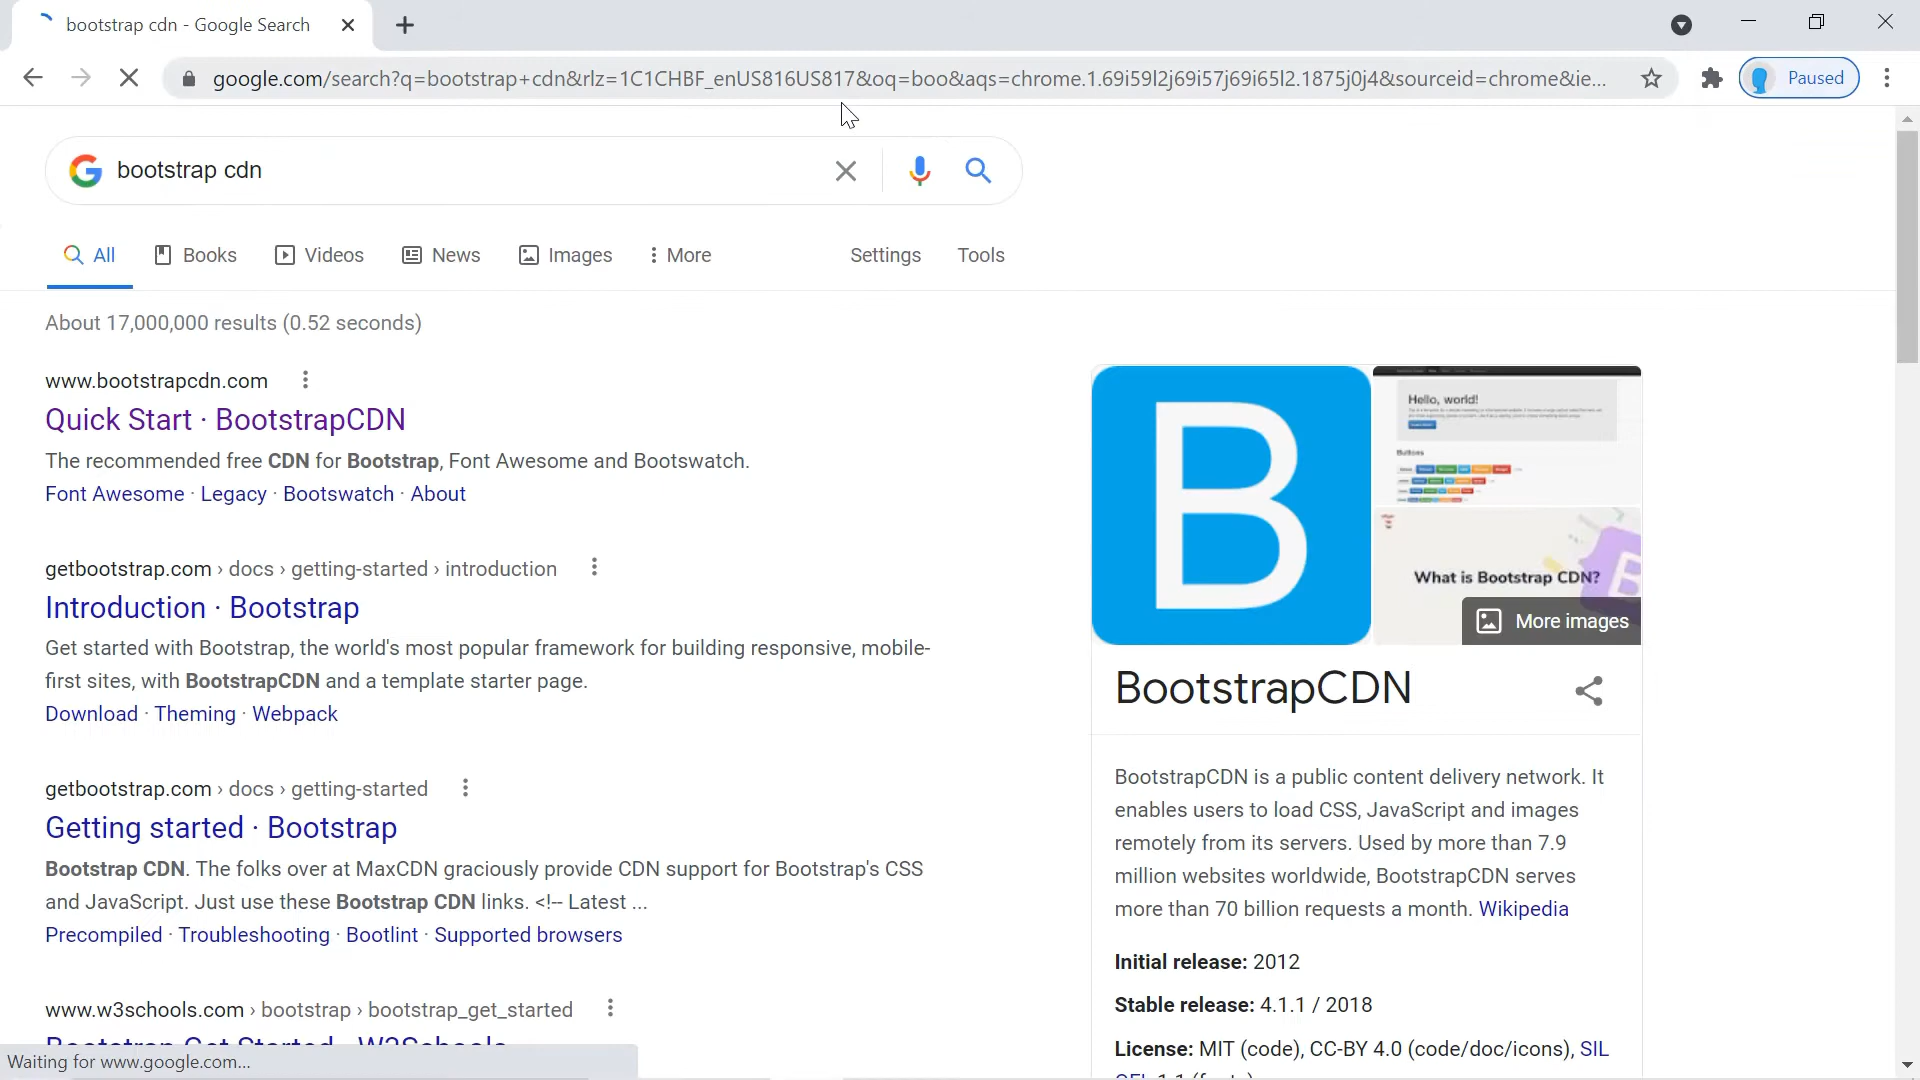 bootstrap cdn - Google Search
google.com/search?q=bootstrap+cdn&rlz=1C1CHBF_enUS816US817&oq=boo&aqs=chrome.1.69i59l2j69i57j69i65l2.1875j0j4&sourceid=chrome&ie...
Paused
bootstrap cdn
All Books Videos News Images More Settings Tools
About 17,000,000 results (0.52 seconds)
www.bootstrapcdn.com
Quick Start · BootstrapCDN
The recommended free CDN for Bootstrap, Font Awesome and Bootswatch.
Font Awesome · Legacy · Bootswatch · About
getbootstrap.com › docs › getting-started › introduction
Introduction · Bootstrap
Get started with Bootstrap, the world's most popular framework for building responsive, mobile-
first sites, with BootstrapCDN and a template starter page.
Download · Theming · Webpack
getbootstrap.com › docs › getting-started
Getting started · Bootstrap
Bootstrap CDN. The folks over at MaxCDN graciously provide CDN support for Bootstrap's CSS
and JavaScript. Just use these Bootstrap CDN links. <!-- Latest ...
Precompiled · Troubleshooting · Bootlint · Supported browsers
www.w3schools.com › bootstrap › bootstrap_get_started
Bootstrap Get Started - W3Schools
Waiting for www.google.com...
B
Hello, world!
Buttons
What is Bootstrap CDN?
More images
BootstrapCDN
BootstrapCDN is a public content delivery network. It
enables users to load CSS, JavaScript and images
remotely from its servers. Used by more than 7.9
million websites worldwide, BootstrapCDN serves
more than 70 billion requests a month. Wikipedia
Initial release: 2012
Stable release: 4.1.1 / 2018
License: MIT (code), CC-BY 4.0 (code/doc/icons), SIL